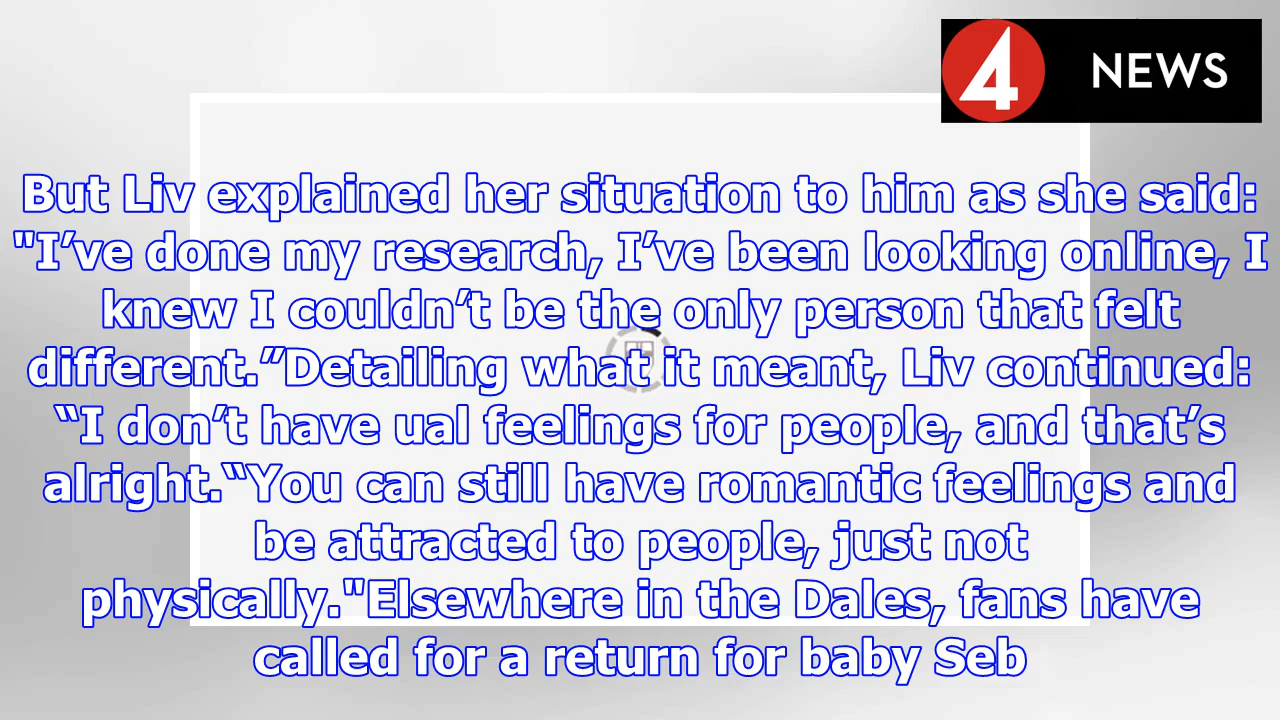 4 NEWS
But Liv explained her situation to him as she said:
"I’ve done my research, I’ve been looking online, I
knew I couldn’t be the only person that felt
different.”Detailing what it meant, Liv continued:
“I don’t have ual feelings for people, and that’s
alright.“You can still have romantic feelings and
be attracted to people, just not
physically."Elsewhere in the Dales, fans have
called for a return for baby Seb